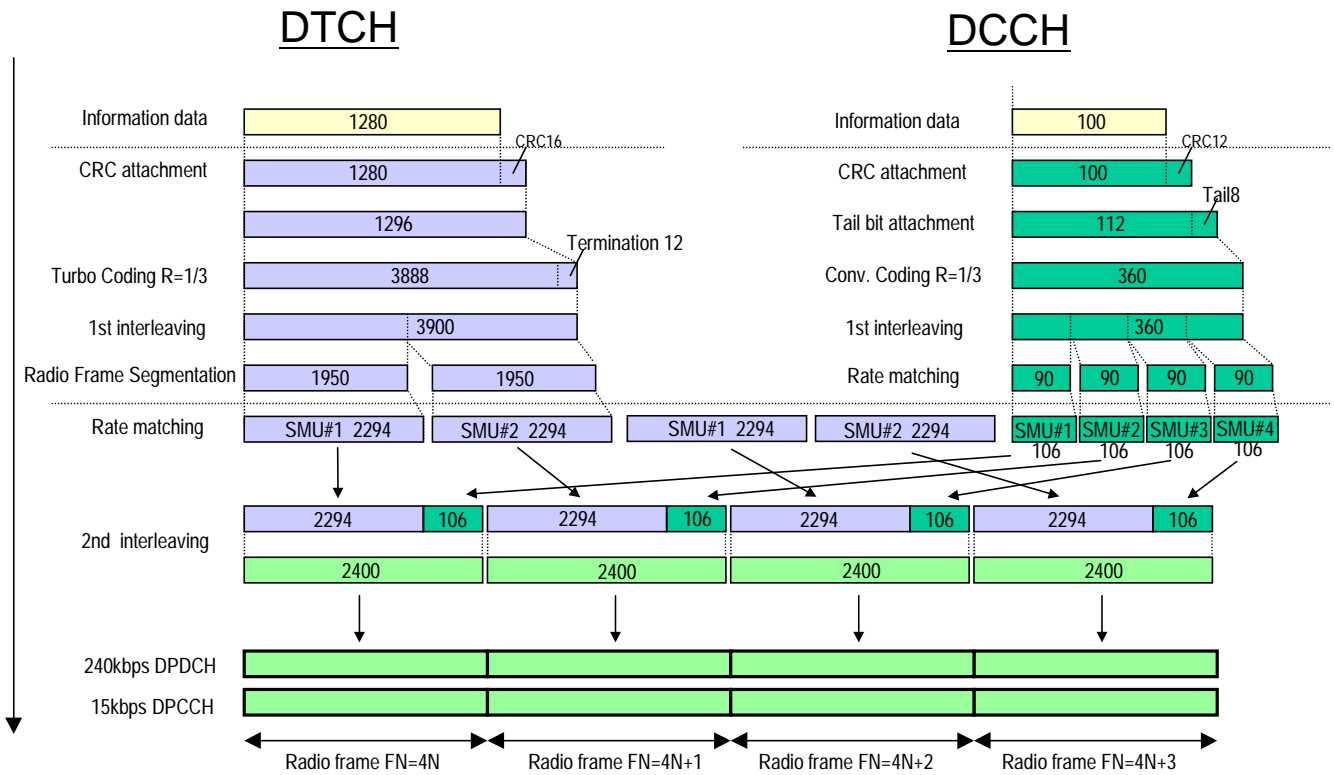 DTCH DCCH
Information data 1280 Information data 100
CRC16 CRC12
CRC attachment 1280 CRC attachment 100
Tail8
1296 Tail bit attachment 112
Termination 12
Turbo Coding R=1/3 3888 Conv. Coding R=1/3 360
1st interleaving 3900 1st interleaving 360
Radio Frame Segmentation 1950 1950 Rate matching 90 90 90 90
Rate matching SMU#1 2294 SMU#2 2294 SMU#1 2294 SMU#2 2294 SMU#1 SMU#2 SMU#3 SMU#4
106 106 106 106
2294 106 2294 106 2294 106 2294 106
2nd interleaving
2400 2400 2400 2400
240kbps DPDCH
15kbps DPCCH
Radio frame FN=4N Radio frame FN=4N+1 Radio frame FN=4N+2 Radio frame FN=4N+3